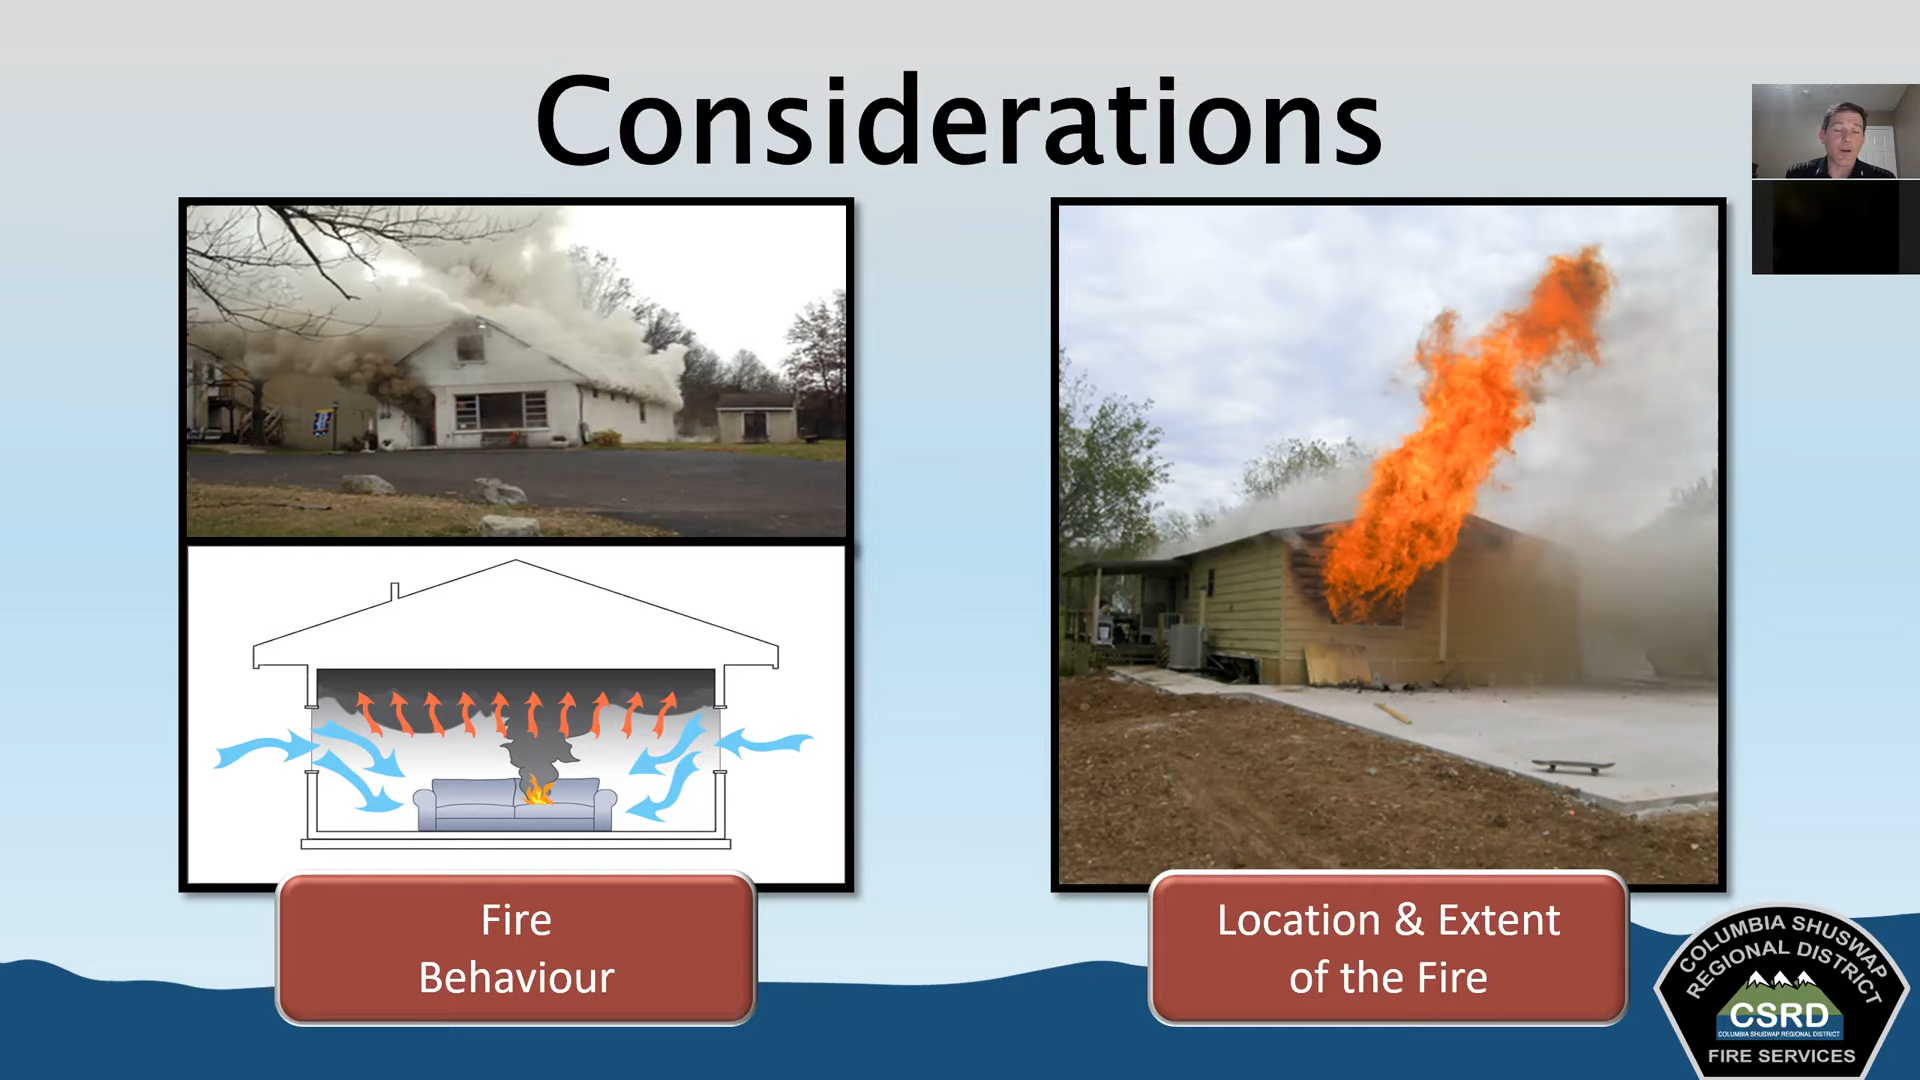 Considerations
Fire
Behaviour
Location & Extent
of the Fire
COLUMBIA SHUSWAP
REGIONAL DISTRICT
CSRD
COLUMBIA SHUSWAP REGIONAL DISTRICT
FIRE SERVICES